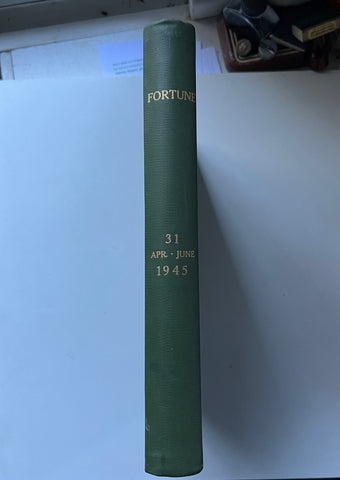 FORTUNE
31
APR. · JUNE
1945